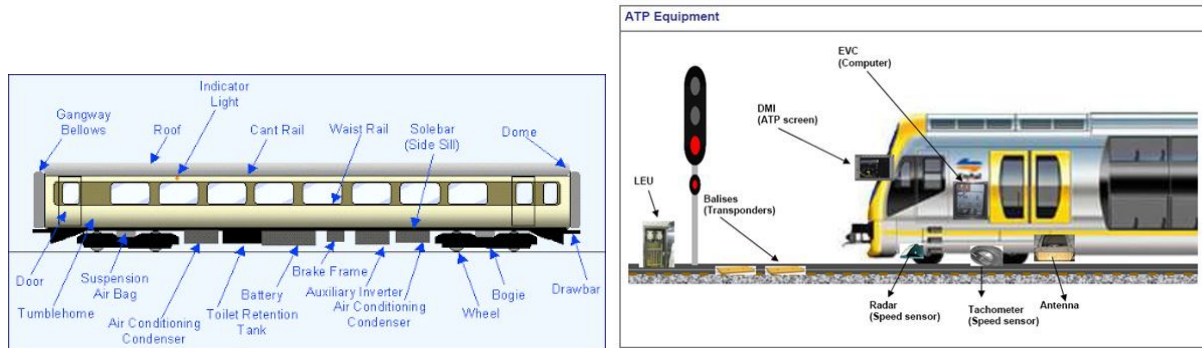 Indicator
Light
Gangway
Bellows
Roof
Cant Rail
Waist Rail
Solebar
(Side Sill)
Dome
Door
Tumblehome
Suspension
Air Bag
Air Conditioning
Condenser
Toilet Retention
Tank
Battery
Brake Frame
Auxiliary Inverter
Air Conditioning
Condenser
Wheel
Bogie
Drawbar
ATP Equipment
EVC
(Computer)
DMI
(ATP screen)
LEU
Balises
(Transponders)
Radar
(Speed sensor)
Tachometer
(Speed sensor)
Antenna